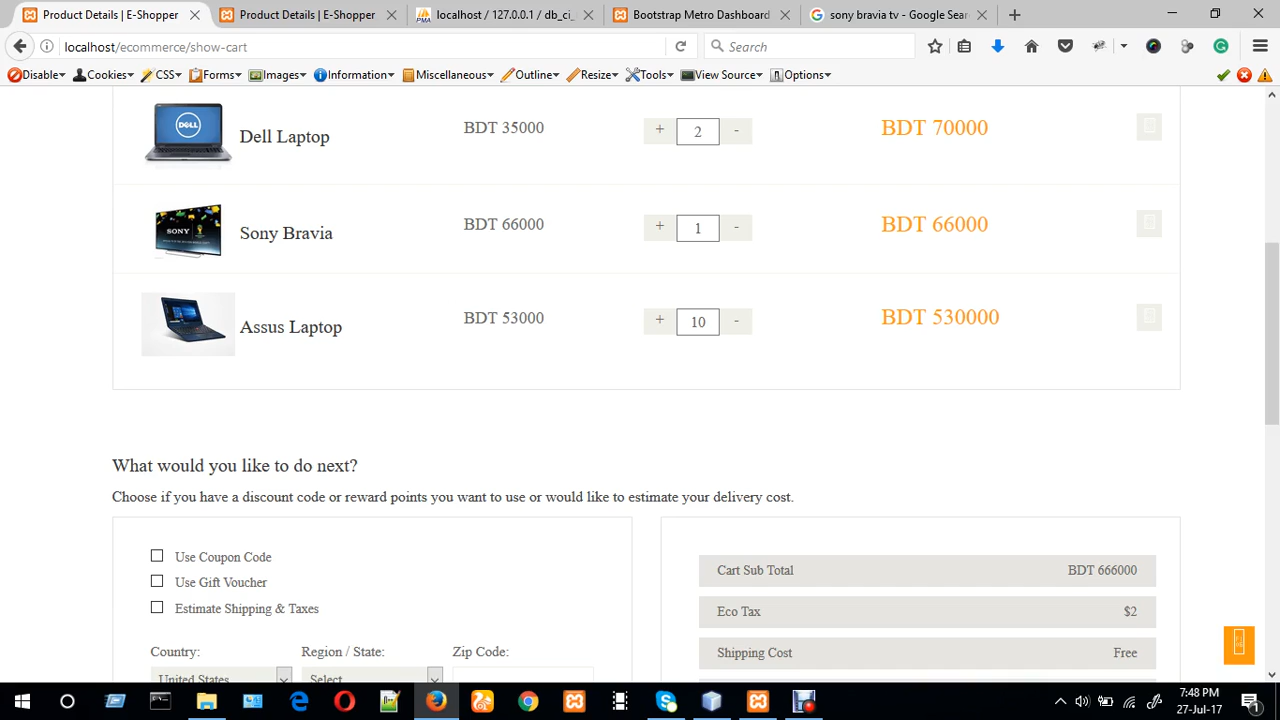 Product Details | E-Shopper
Product Details | E-Shopper
localhost / 127.0.0.1 / db_ci_
Bootstrap Metro Dashboard
sony bravia tv - Google Sear
localhost/ecommerce/show-cart
Search
Disable
Cookies
CSS
Forms
Images
Information
Miscellaneous
Outline
Resize
Tools
View Source
Options
DELL
Dell Laptop
BDT 35000
+ 2 -
BDT 70000
SONY
Sony Bravia
BDT 66000
+ 1 -
BDT 66000
Assus Laptop
BDT 53000
+ 10 -
BDT 530000
What would you like to do next?
Choose if you have a discount code or reward points you want to use or would like to estimate your delivery cost.
Use Coupon Code
Use Gift Voucher
Estimate Shipping & Taxes
Country:
Region / State:
Zip Code:
United States
Select
Cart Sub Total
BDT 666000
Eco Tax
$2
Shipping Cost
Free
7:48 PM
27-Jul-17